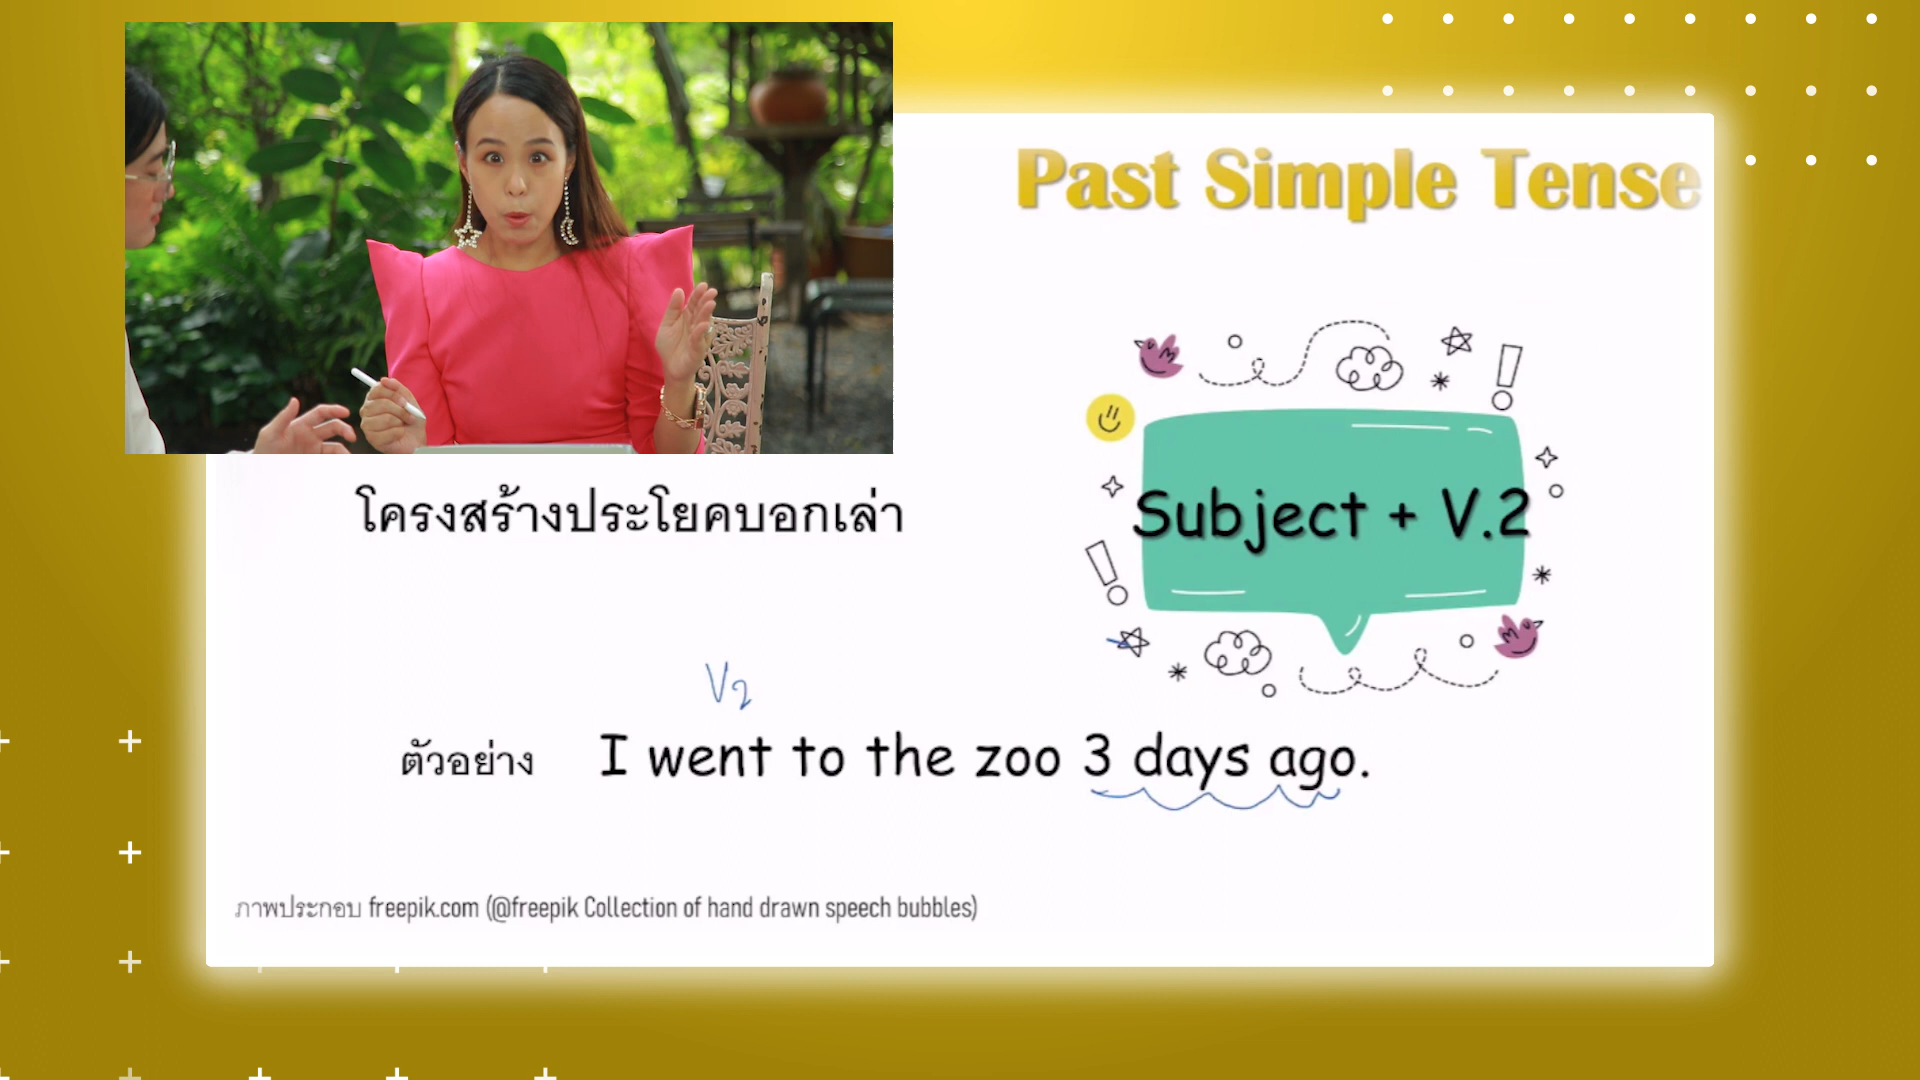 Past Simple Tense
โครงสร้างประโยคบอกเล่า
Subject + V.2
V2
ตัวอย่าง I went to the zoo 3 days ago.
ภาพประกอบ freepik.com (@freepik Collection of hand drawn speech bubbles)